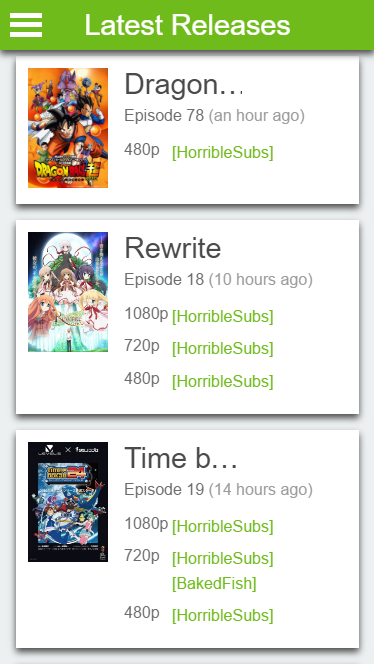 Latest Releases
Dragon…
Episode 78 (an hour ago)
480p [HorribleSubs]
Rewrite
Episode 18 (10 hours ago)
1080p [HorribleSubs]
720p [HorribleSubs]
480p [HorribleSubs]
Time b…
Episode 19 (14 hours ago)
1080p [HorribleSubs]
720p [HorribleSubs]
[BakedFish]
480p [HorribleSubs]